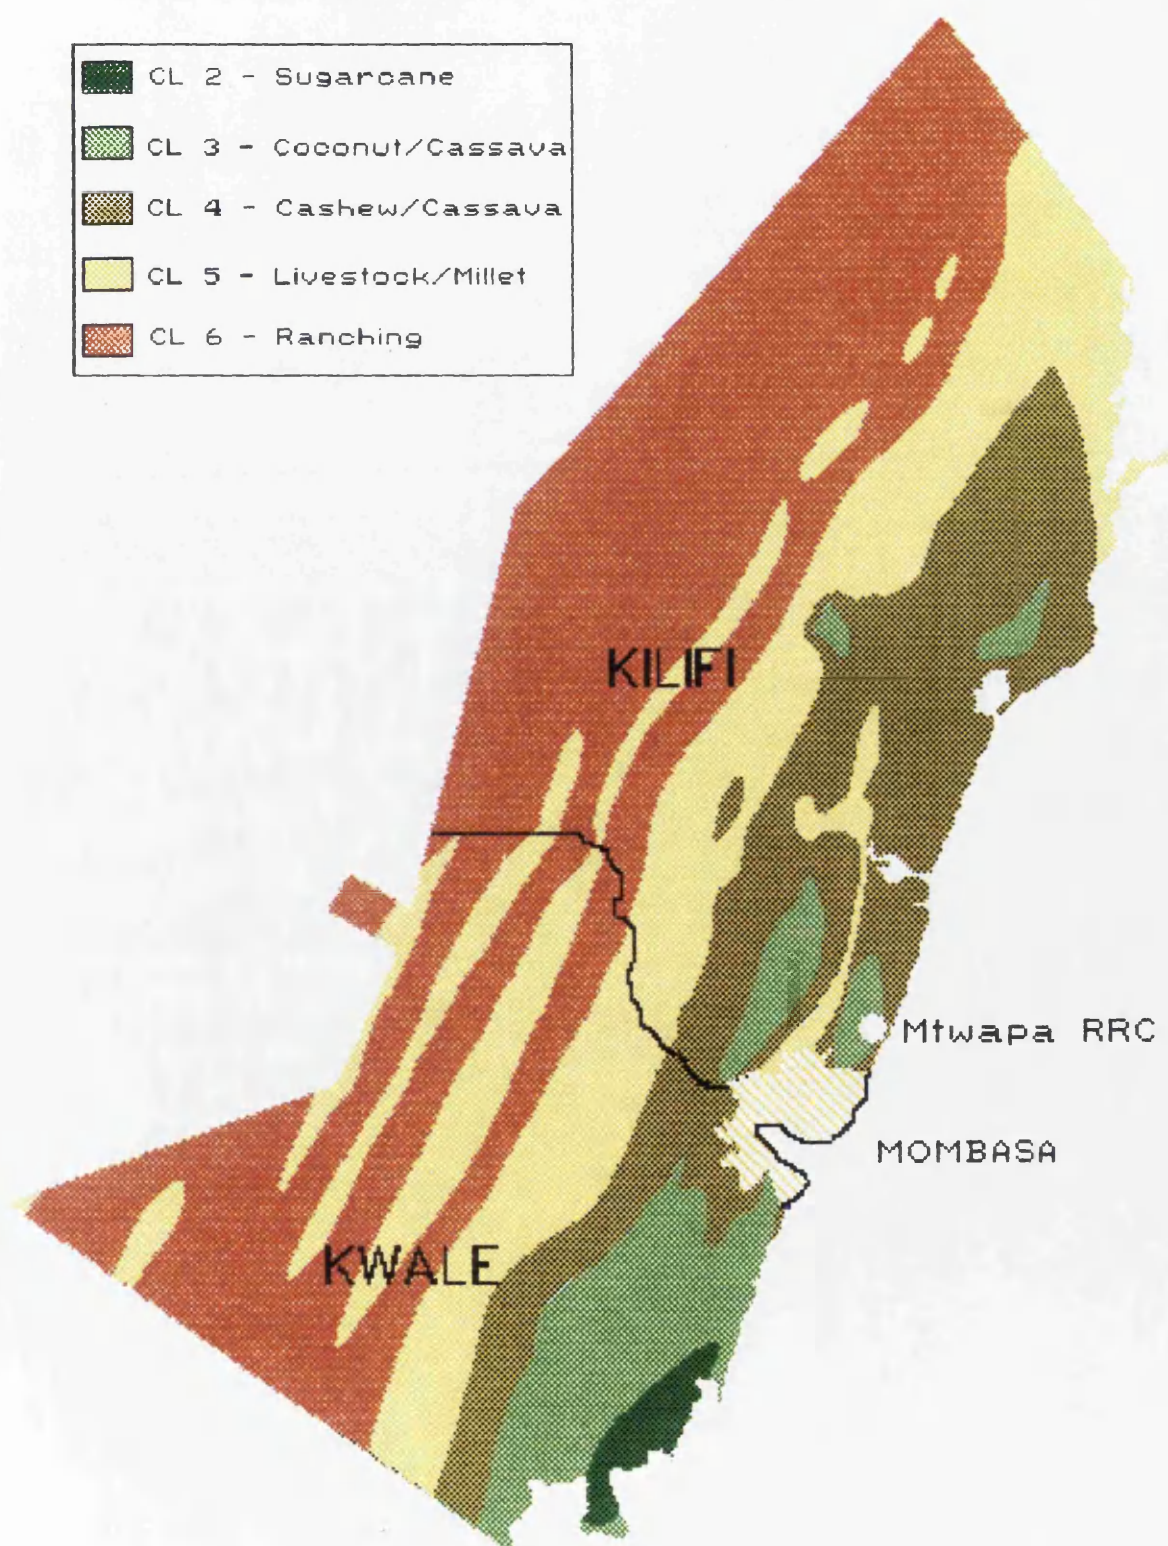 CL 2 - Sugarcane
CL 3 - Coconut/Cassava
CL 4 - Cashew/Cassava
CL 5 - Livestock/Millet
CL 6 - Ranching
KILIFI
Mtwapa RRC
MOMBASA
KWALE